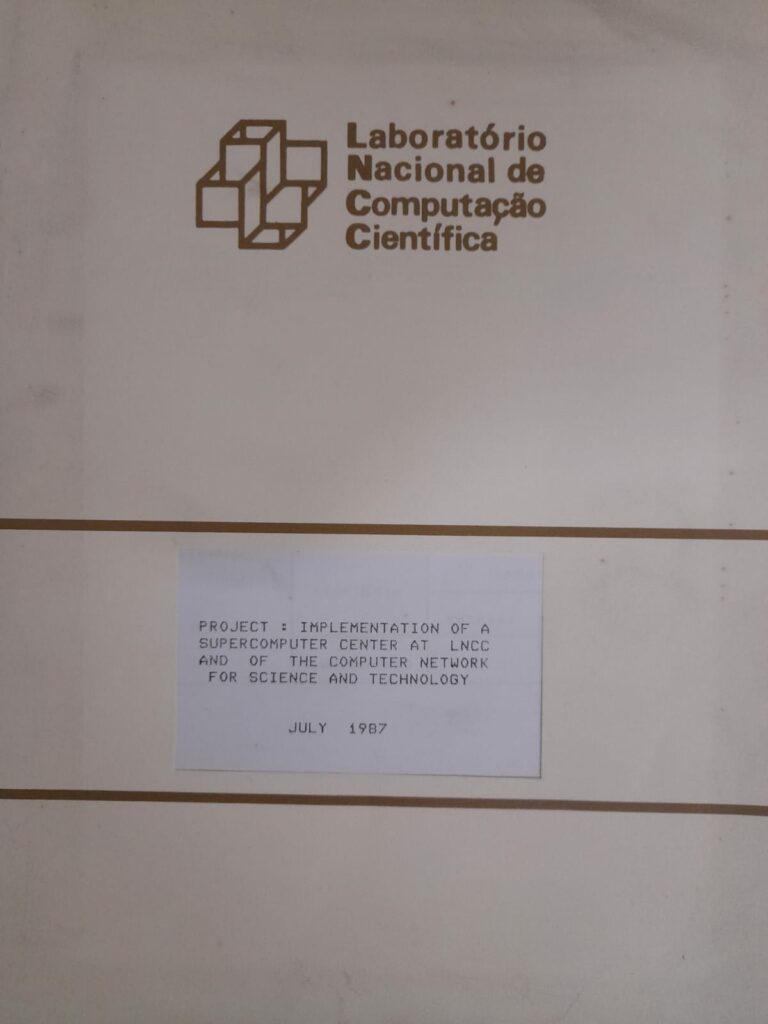 Laboratório
Nacional de
Computação
Científica
PROJECT : IMPLEMENTATION OF A
SUPERCOMPUTER CENTER AT LNCC
AND OF THE COMPUTER NETWORK
FOR SCIENCE AND TECHNOLOGY
JULY 1987